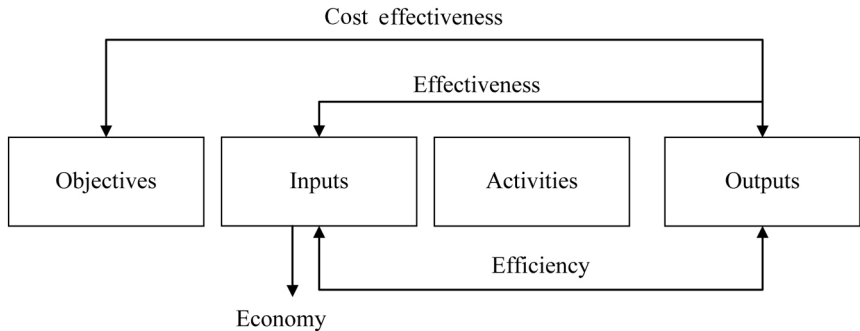 Cost effectiveness
Effectiveness
Objectives
Inputs
Activities
Outputs
Efficiency
Economy